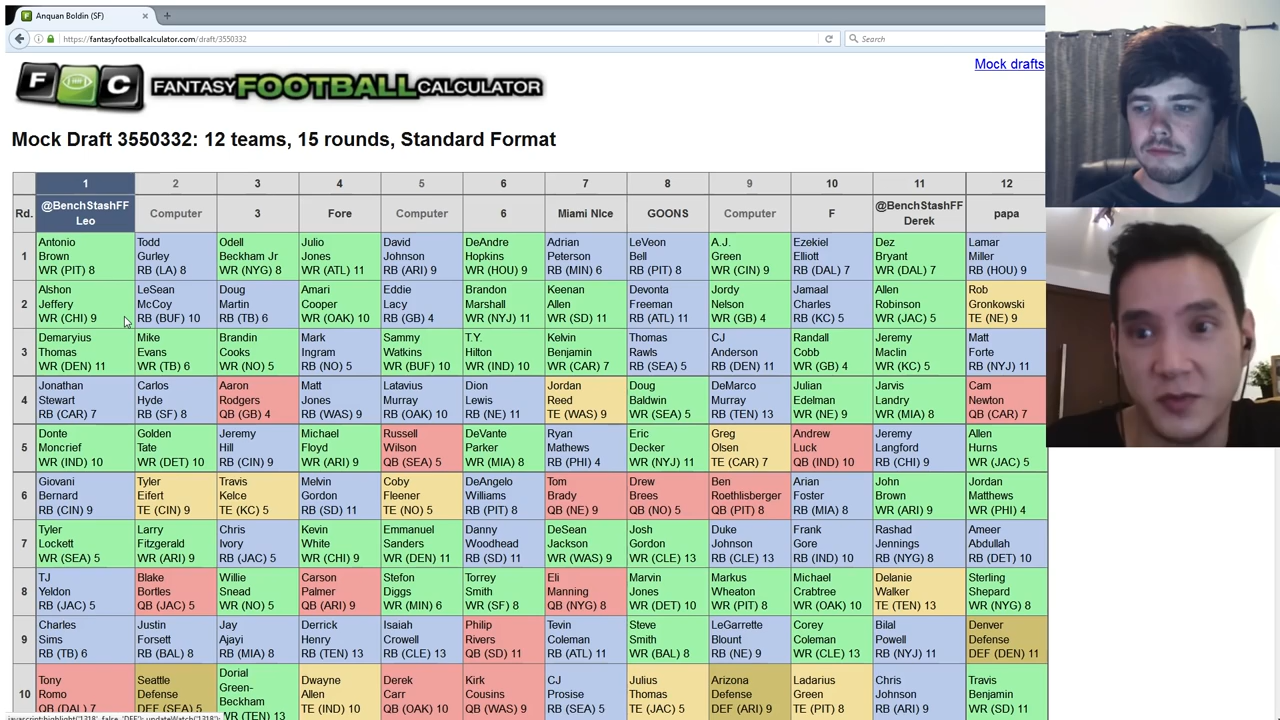 Anquan Boldin (SF)
https://fantasyfootballcalculator.com/draft/3550332
Search
F C FANTASYFOOTBALLCALCULATOR
Mock drafts
Mock Draft 3550332: 12 teams, 15 rounds, Standard Format
1 2 3 4 5 6 7 8 9 10 11 12
Rd. @BenchStashFF Leo Computer 3 Fore Computer 6 Miami NIce GOONS Computer F @BenchStashFF Derek papa
1
Antonio Todd Odell Julio David DeAndre Adrian LeVeon A.J. Ezekiel Dez Lamar
Brown Gurley Beckham Jr Jones Johnson Hopkins Peterson Bell Green Elliott Bryant Miller
WR (PIT) 8 RB (LA) 8 WR (NYG) 8 WR (ATL) 11 RB (ARI) 9 WR (HOU) 9 RB (MIN) 6 RB (PIT) 8 WR (CIN) 9 RB (DAL) 7 WR (DAL) 7 RB (HOU) 9
2
Alshon LeSean Doug Amari Eddie Brandon Keenan Devonta Jordy Jamaal Allen Rob
Jeffery McCoy Martin Cooper Lacy Marshall Allen Freeman Nelson Charles Robinson Gronkowski
WR (CHI) 9 RB (BUF) 10 RB (TB) 6 WR (OAK) 10 RB (GB) 4 WR (NYJ) 11 WR (SD) 11 RB (ATL) 11 WR (GB) 4 RB (KC) 5 WR (JAC) 5 TE (NE) 9
3
Demaryius Mike Brandin Mark Sammy T.Y. Kelvin Thomas CJ Randall Jeremy Matt
Thomas Evans Cooks Ingram Watkins Hilton Benjamin Rawls Anderson Cobb Maclin Forte
WR (DEN) 11 WR (TB) 6 WR (NO) 5 RB (NO) 5 WR (BUF) 10 WR (IND) 10 WR (CAR) 7 RB (SEA) 5 RB (DEN) 11 WR (GB) 4 WR (KC) 5 RB (NYJ) 11
4
Jonathan Carlos Aaron Matt Latavius Dion Jordan Doug DeMarco Julian Jarvis Cam
Stewart Hyde Rodgers Jones Murray Lewis Reed Baldwin Murray Edelman Landry Newton
RB (CAR) 7 RB (SF) 8 QB (GB) 4 RB (WAS) 9 RB (OAK) 10 RB (NE) 11 TE (WAS) 9 WR (SEA) 5 RB (TEN) 13 WR (NE) 9 WR (MIA) 8 QB (CAR) 7
5
Donte Golden Jeremy Michael Russell DeVante Ryan Eric Greg Andrew Jeremy Allen
Moncrief Tate Hill Floyd Wilson Parker Mathews Decker Olsen Luck Langford Hurns
WR (IND) 10 WR (DET) 10 RB (CIN) 9 WR (ARI) 9 QB (SEA) 5 WR (MIA) 8 RB (PHI) 4 WR (NYJ) 11 TE (CAR) 7 QB (IND) 10 RB (CHI) 9 WR (JAC) 5
6
Giovani Tyler Travis Melvin Coby DeAngelo Tom Drew Ben Arian John Jordan
Bernard Eifert Kelce Gordon Fleener Williams Brady Brees Roethlisberger Foster Brown Matthews
RB (CIN) 9 TE (CIN) 9 TE (KC) 5 RB (SD) 11 TE (NO) 5 RB (PIT) 8 QB (NE) 9 QB (NO) 5 QB (PIT) 8 RB (MIA) 8 WR (ARI) 9 WR (PHI) 4
7
Tyler Larry Chris Kevin Emmanuel Danny DeSean Josh Duke Frank Rashad Ameer
Lockett Fitzgerald Ivory White Sanders Woodhead Jackson Gordon Johnson Gore Jennings Abdullah
WR (SEA) 5 WR (ARI) 9 RB (JAC) 5 WR (CHI) 9 WR (DEN) 11 RB (SD) 11 WR (WAS) 9 WR (CLE) 13 RB (CLE) 13 RB (IND) 10 RB (NYG) 8 RB (DET) 10
8
TJ Blake Willie Carson Stefon Torrey Eli Marvin Markus Michael Delanie Sterling
Yeldon Bortles Snead Palmer Diggs Smith Manning Jones Wheaton Crabtree Walker Shepard
RB (JAC) 5 QB (JAC) 5 WR (NO) 5 QB (ARI) 9 WR (MIN) 6 WR (SF) 8 QB (NYG) 8 WR (DET) 10 WR (PIT) 8 WR (OAK) 10 TE (TEN) 13 WR (NYG) 8
9
Charles Justin Jay Derrick Isaiah Philip Tevin Steve LeGarrette Corey Bilal Denver
Sims Forsett Ajayi Henry Crowell Rivers Coleman Smith Blount Coleman Powell Defense
RB (TB) 6 RB (BAL) 8 RB (MIA) 8 RB (TEN) 13 RB (CLE) 13 QB (SD) 11 RB (ATL) 11 WR (BAL) 8 RB (NE) 9 WR (CLE) 13 RB (NYJ) 11 DEF (DEN) 11
10
Tony Seattle Dorial Green- Dwayne Derek Kirk CJ Julius Arizona Ladarius Chris Travis
Romo Defense Beckham Allen Carr Cousins Prosise Thomas Defense Green Johnson Benjamin
QB (DAL) 7 DEF (SEA) 5 WR (TEN) 13 TE (IND) 10 QB (OAK) 10 QB (WAS) 9 RB (SEA) 5 TE (JAC) 5 DEF (ARI) 9 TE (PIT) 8 RB (ARI) 9 WR (SD) 11